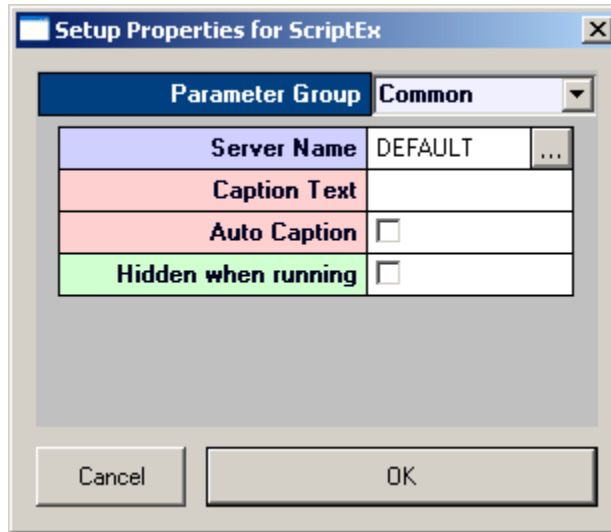 Setup Properties for ScriptEx
Parameter Group Common
Server Name DEFAULT ...
Caption Text
Auto Caption
Hidden when running
Cancel OK